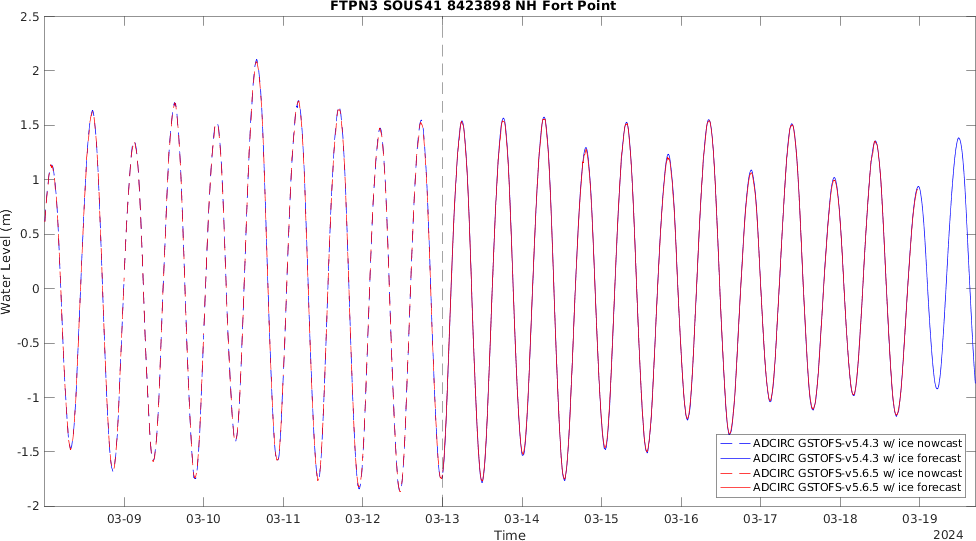 FTPN3 SOUS41 8423898 NH Fort Point
2.5
2
1.5
1
0.5
0
-0.5
-1
-1.5
-2
Water Level (m)
ADCIRC GSTOFS-v5.4.3 w/ ice nowcast
ADCIRC GSTOFS-v5.4.3 w/ ice forecast
ADCIRC GSTOFS-v5.6.5 w/ ice nowcast
ADCIRC GSTOFS-v5.6.5 w/ ice forecast
03-09 03-10 03-11 03-12 03-13 03-14 03-15 03-16 03-17 03-18 03-19
Time
2024